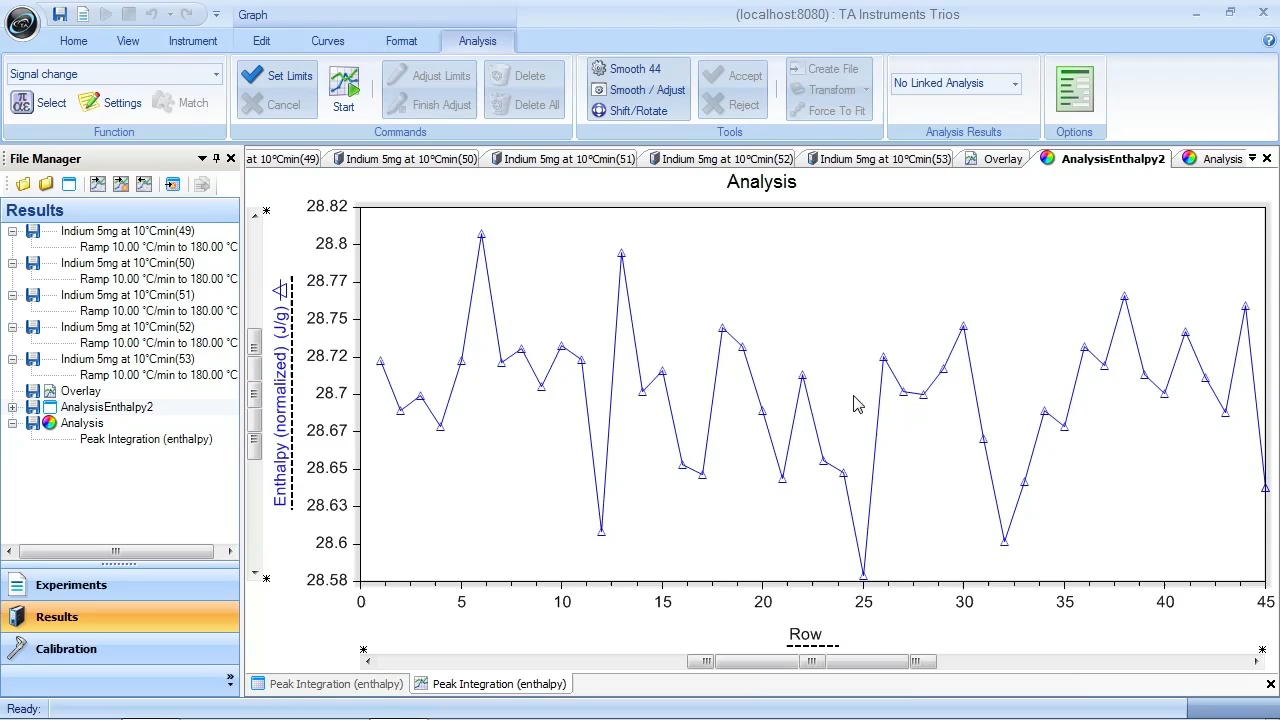 Graph
(localhost:8080) : TA Instruments Trios
Home View Instrument Edit Curves Format Analysis
Signal change
Select Settings Match
Function
Set Limits
Cancel
Start
Adjust Limits
Finish Adjust
Delete
Delete All
Commands
Smooth 44
Smooth / Adjust
Shift/Rotate
Accept
Reject
Create File
Transform
Force To Fit
Tools
No Linked Analysis
Analysis Results
Options
File Manager
at 10°Cmin(49) Indium 5mg at 10°Cmin(50) Indium 5mg at 10°Cmin(51) Indium 5mg at 10°Cmin(52) Indium 5mg at 10°Cmin(53) Overlay AnalysisEnthalpy2 Analysis
Results
Indium 5mg at 10°Cmin(49)
Ramp 10.00 °C/min to 180.00 °C
Indium 5mg at 10°Cmin(50)
Ramp 10.00 °C/min to 180.00 °C
Indium 5mg at 10°Cmin(51)
Ramp 10.00 °C/min to 180.00 °C
Indium 5mg at 10°Cmin(52)
Ramp 10.00 °C/min to 180.00 °C
Indium 5mg at 10°Cmin(53)
Ramp 10.00 °C/min to 180.00 °C
Overlay
AnalysisEnthalpy2
Analysis
Peak Integration (enthalpy)
Experiments
Results
Calibration
Analysis
Enthalpy (normalized) (J/g)
28.82
28.8
28.77
28.75
28.72
28.7
28.67
28.65
28.63
28.6
28.58
0 5 10 15 20 25 30 35 40 45
Row
Peak Integration (enthalpy) Peak Integration (enthalpy)
Ready: